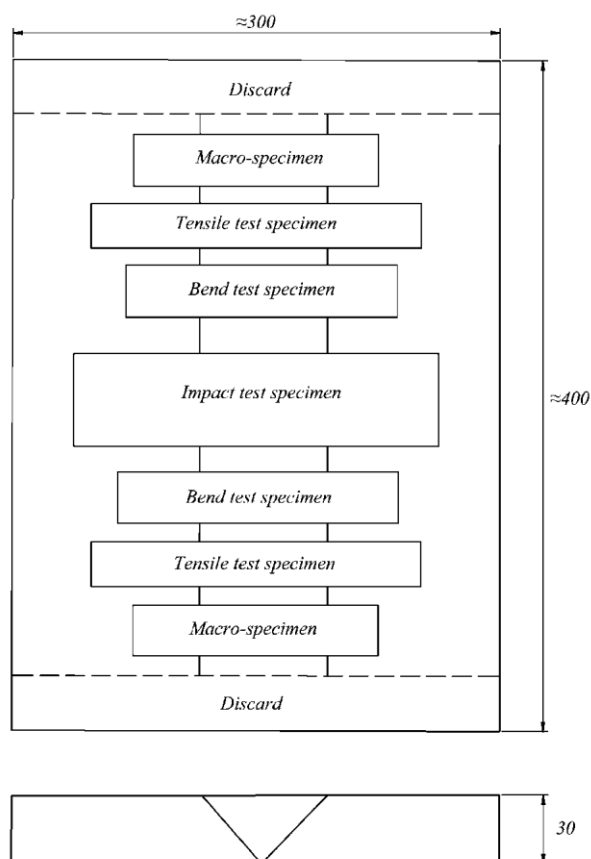 ≈300
Discard
Macro-specimen
Tensile test specimen
Bend test specimen
Impact test specimen
≈400
Bend test specimen
Tensile test specimen
Macro-specimen
Discard
30